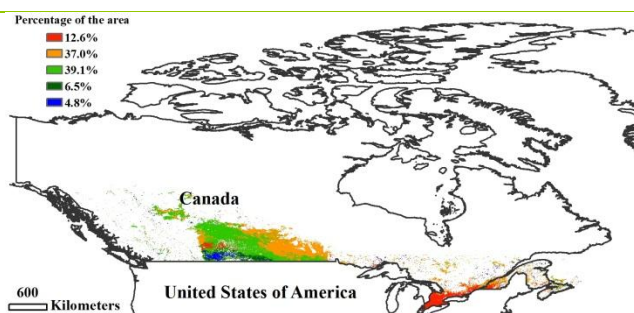 Percentage of the area
12.6%
37.0%
39.1%
6.5%
4.8%
Canada
United States of America
600
Kilometers